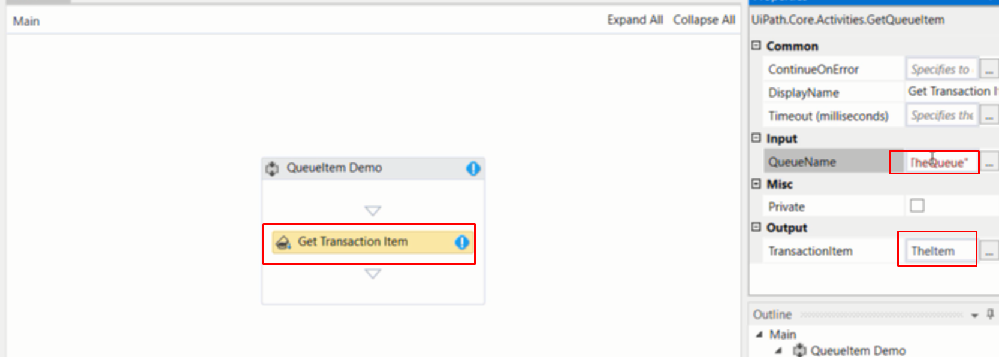 Main
Expand All Collapse All
QueueItem Demo
Get Transaction Item
UiPath.Core.Activities.GetQueueItem
Common
ContinueOnError Specifies to ...
DisplayName Get Transaction I
Timeout (milliseconds) Specifies the ...
Input
QueueName TheQueue" ...
Misc
Private
Output
TransactionItem TheItem ...
Outline
Main
QueueItem Demo